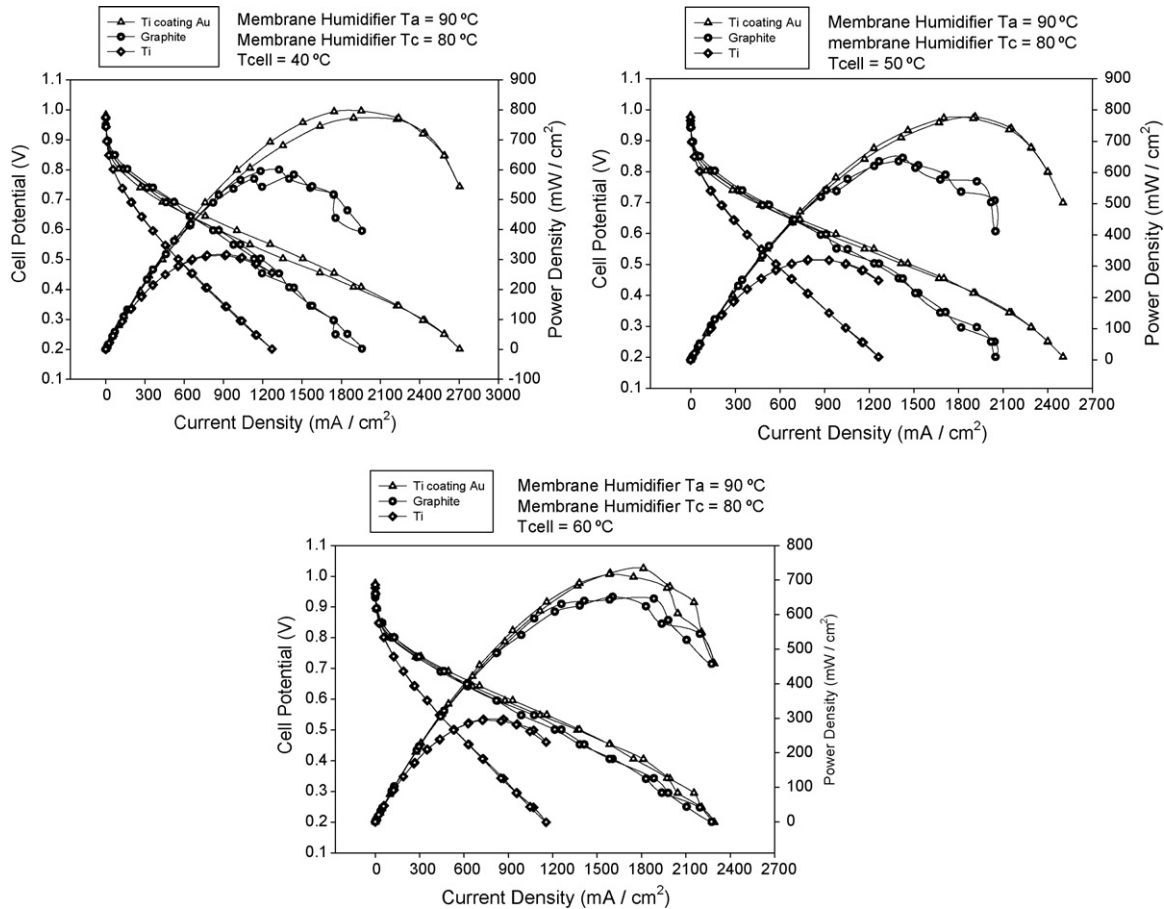 Ti coating Au
Graphite
Ti
Membrane Humidifier Ta = 90 ºC
Membrane Humidifier Tc = 80 ºC
Tcell = 40 ºC
1.1
1.0
0.9
0.8
0.7
0.6
0.5
0.4
0.3
0.2
0.1
Cell Potential (V)
900
800
700
600
500
400
300
200
100
0
-100
Power Density (mW / cm²)
0 300 600 900 1200 1500 1800 2100 2400 2700 3000
Current Density (mA / cm²)
Ti coating Au
Graphite
Ti
Membrane Humidifier Ta = 90 ºC
membrane Humidifier Tc = 80 ºC
Tcell = 50 ºC
1.1
1.0
0.9
0.8
0.7
0.6
0.5
0.4
0.3
0.2
0.1
Cell Potential (V)
900
800
700
600
500
400
300
200
100
0
Power Density (mW / cm²)
0 300 600 900 1200 1500 1800 2100 2400 2700
Current Density (mA / cm²)
Ti coating Au
Graphite
Ti
Membrane Humidifier Ta = 90 ºC
Membrane Humidifier Tc = 80 ºC
Tcell = 60 ºC
1.1
1.0
0.9
0.8
0.7
0.6
0.5
0.4
0.3
0.2
0.1
Cell Potential (V)
800
700
600
500
400
300
200
100
0
Power Density (mW / cm²)
0 300 600 900 1200 1500 1800 2100 2400 2700
Current Density (mA / cm²)